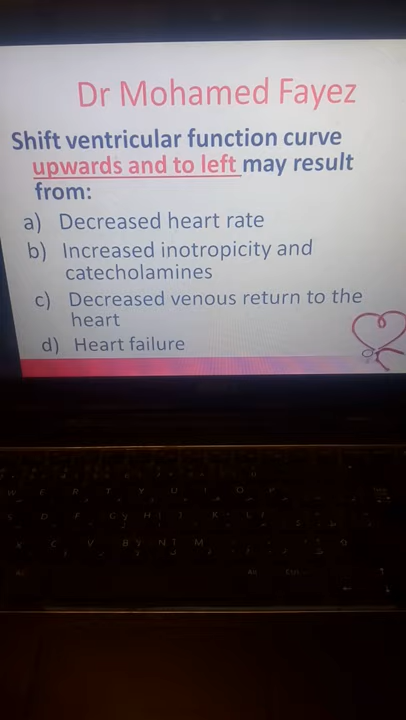 Dr Mohamed Fayez
Shift ventricular function curve
upwards and to left may result
from:
a) Decreased heart rate
b) Increased inotropicity and
catecholamines
c) Decreased venous return to the
heart
d) Heart failure